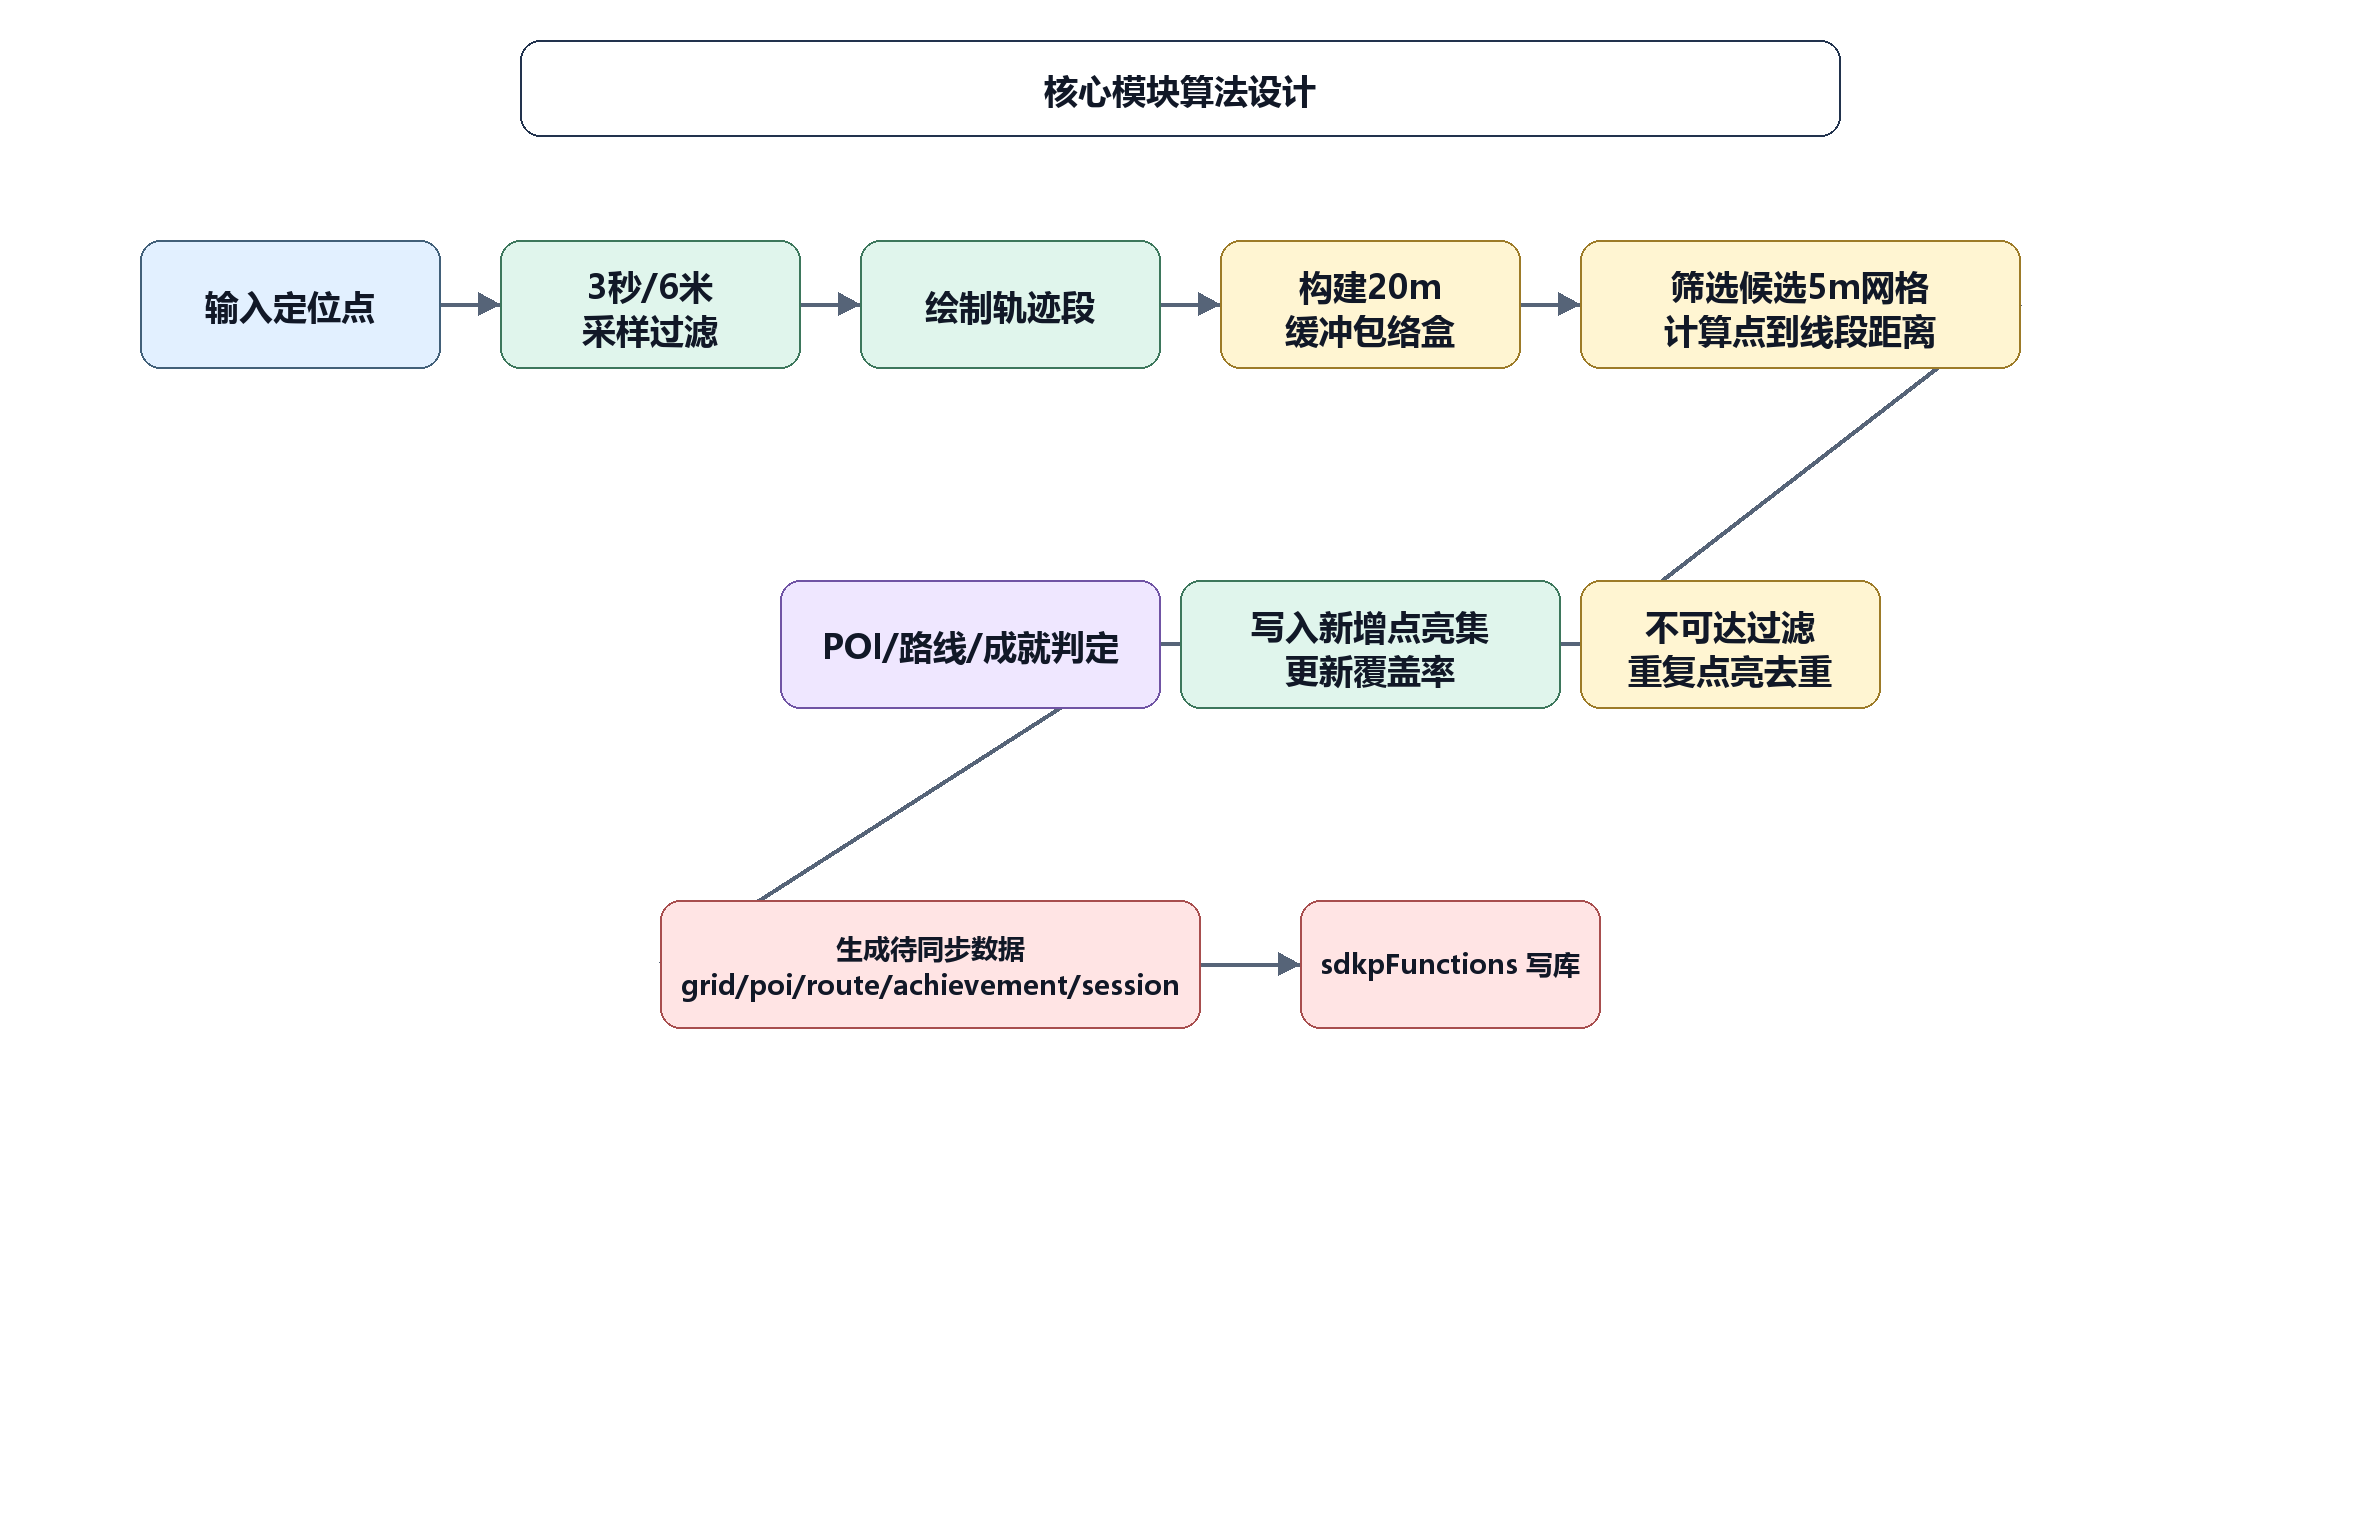 核心模块算法设计
输入定位点
3秒/6米
采样过滤
绘制轨迹段
构建20m
缓冲包络盒
筛选候选5m网格
计算点到线段距离
POI/路线/成就判定
写入新增点亮集
更新覆盖率
不可达过滤
重复点亮去重
生成待同步数据
grid/poi/route/achievement/session
sdkpFunctions 写库